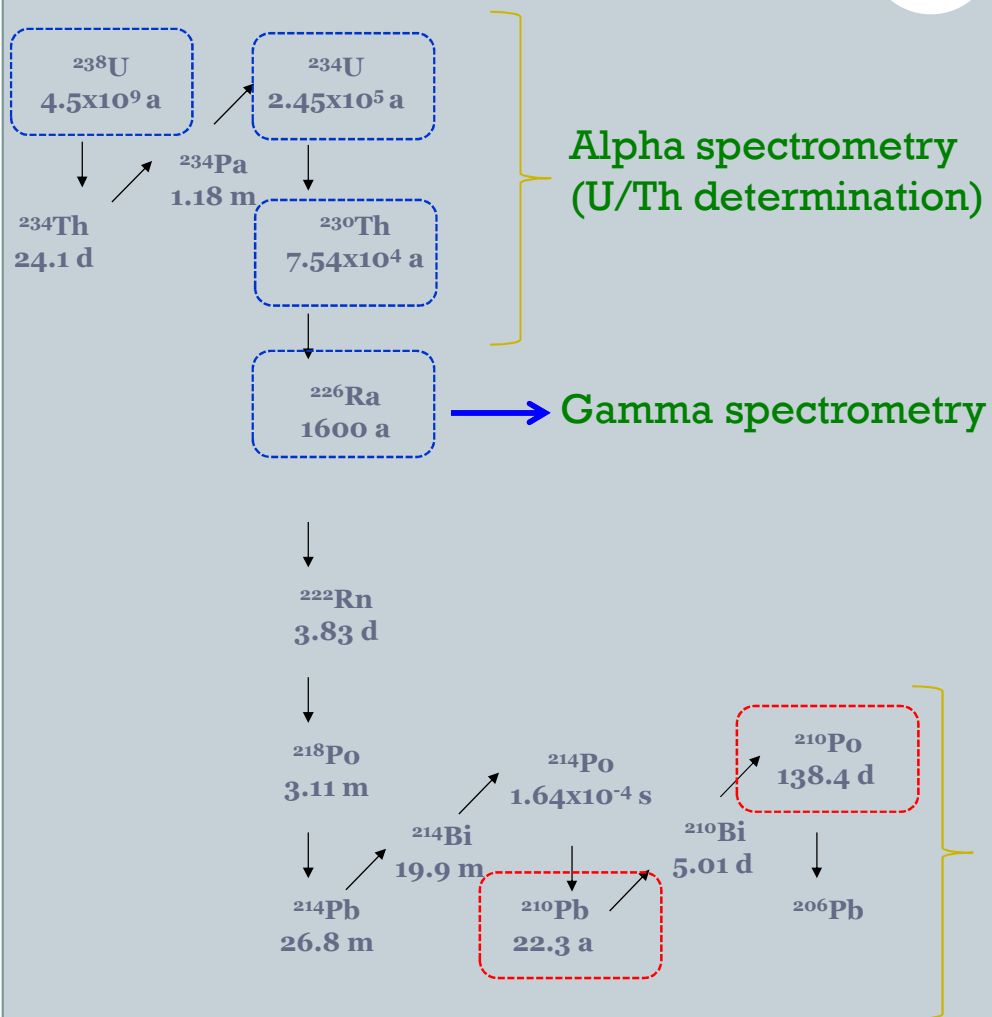 ²³⁸U
4.5x10⁹ a
²³⁴U
2.45x10⁵ a
²³⁴Pa
1.18 m
²³⁴Th
24.1 d
²³⁰Th
7.54x10⁴ a
Alpha spectrometry
(U/Th determination)
²²⁶Ra
1600 a
Gamma spectrometry
²²²Rn
3.83 d
²¹⁸Po
3.11 m
²¹⁴Po
1.64x10⁻⁴ s
²¹⁰Po
138.4 d
²¹⁴Bi
19.9 m
²¹⁰Bi
5.01 d
²¹⁴Pb
26.8 m
²¹⁰Pb
22.3 a
²⁰⁶Pb